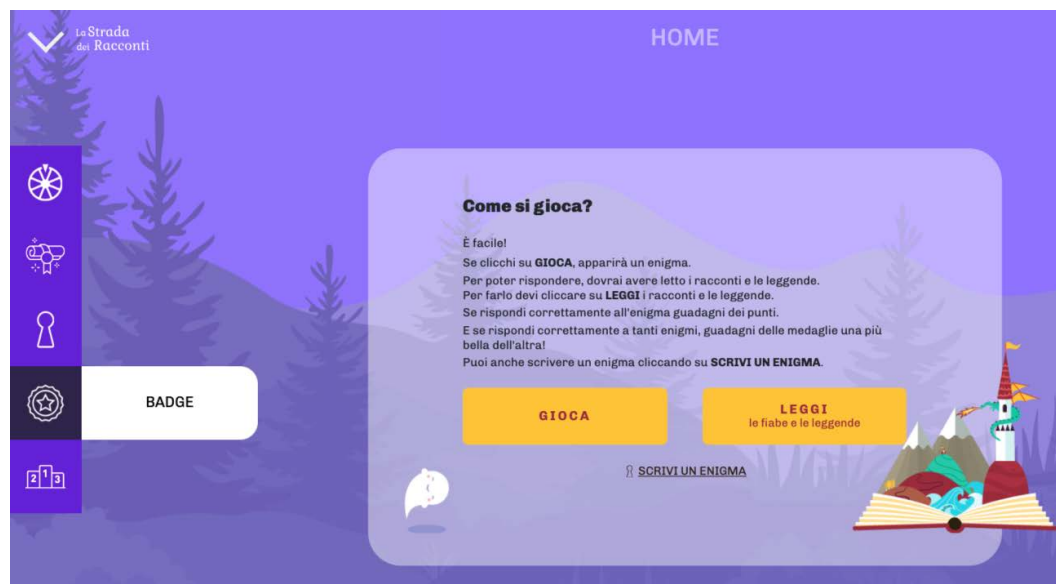 La Strada
dei Racconti
HOME
Come si gioca?
È facile!
Se clicchi su GIOCA, apparirà un enigma.
Per poter rispondere, dovrai avere letto i racconti e le leggende.
Per farlo devi cliccare su LEGGI i racconti e le leggende.
Se rispondi correttamente all'enigma guadagni dei punti.
E se rispondi correttamente a tanti enigmi, guadagni delle medaglie una più
bella dell'altra!
Puoi anche scrivere un enigma cliccando su SCRIVI UN ENIGMA.
BADGE
GIOCA
LEGGI
le fiabe e le leggende
2 1 3
SCRIVI UN ENIGMA